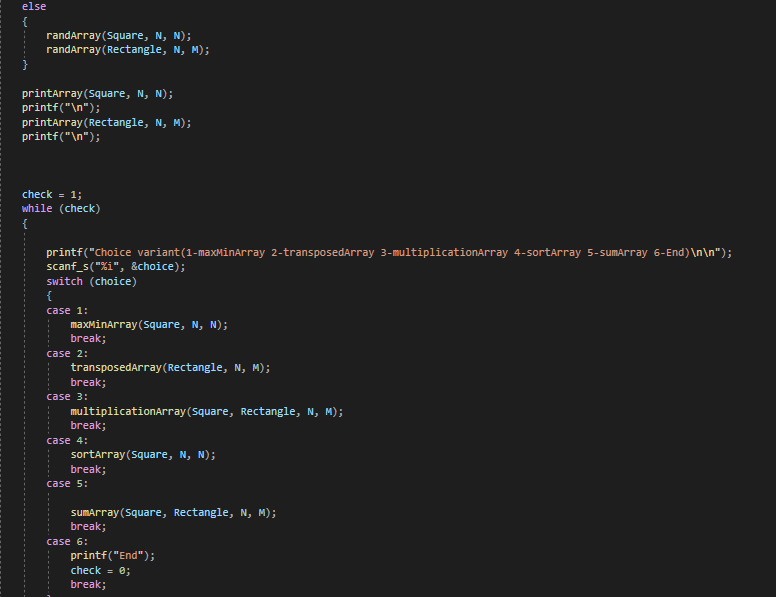 else
{
randArray(Square, N, N);
randArray(Rectangle, N, M);
}
printArray(Square, N, N);
printf("\n");
printArray(Rectangle, N, M);
printf("\n");
check = 1;
while (check)
{
printf("Choice variant(1-maxMinArray 2-transposedArray 3-multiplicationArray 4-sortArray 5-sumArray 6-End)\n\n");
scanf_s("%i", &choice);
switch (choice)
{
case 1:
maxMinArray(Square, N, N);
break;
case 2:
transposedArray(Rectangle, N, M);
break;
case 3:
multiplicationArray(Square, Rectangle, N, M);
break;
case 4:
sortArray(Square, N, N);
break;
case 5:
sumArray(Square, Rectangle, N, M);
break;
case 6:
printf("End");
check = 0;
break;